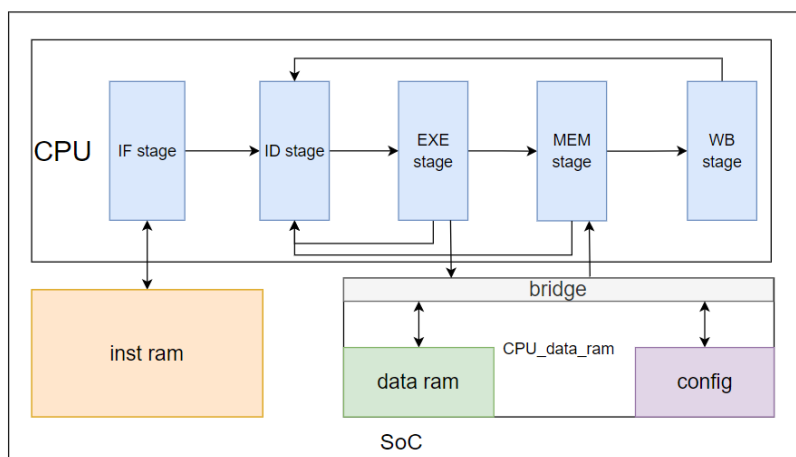 CPU
IF stage
ID stage
EXE
stage
MEM
stage
WB
stage
bridge
inst ram
CPU_data_ram
data ram
config
SoC